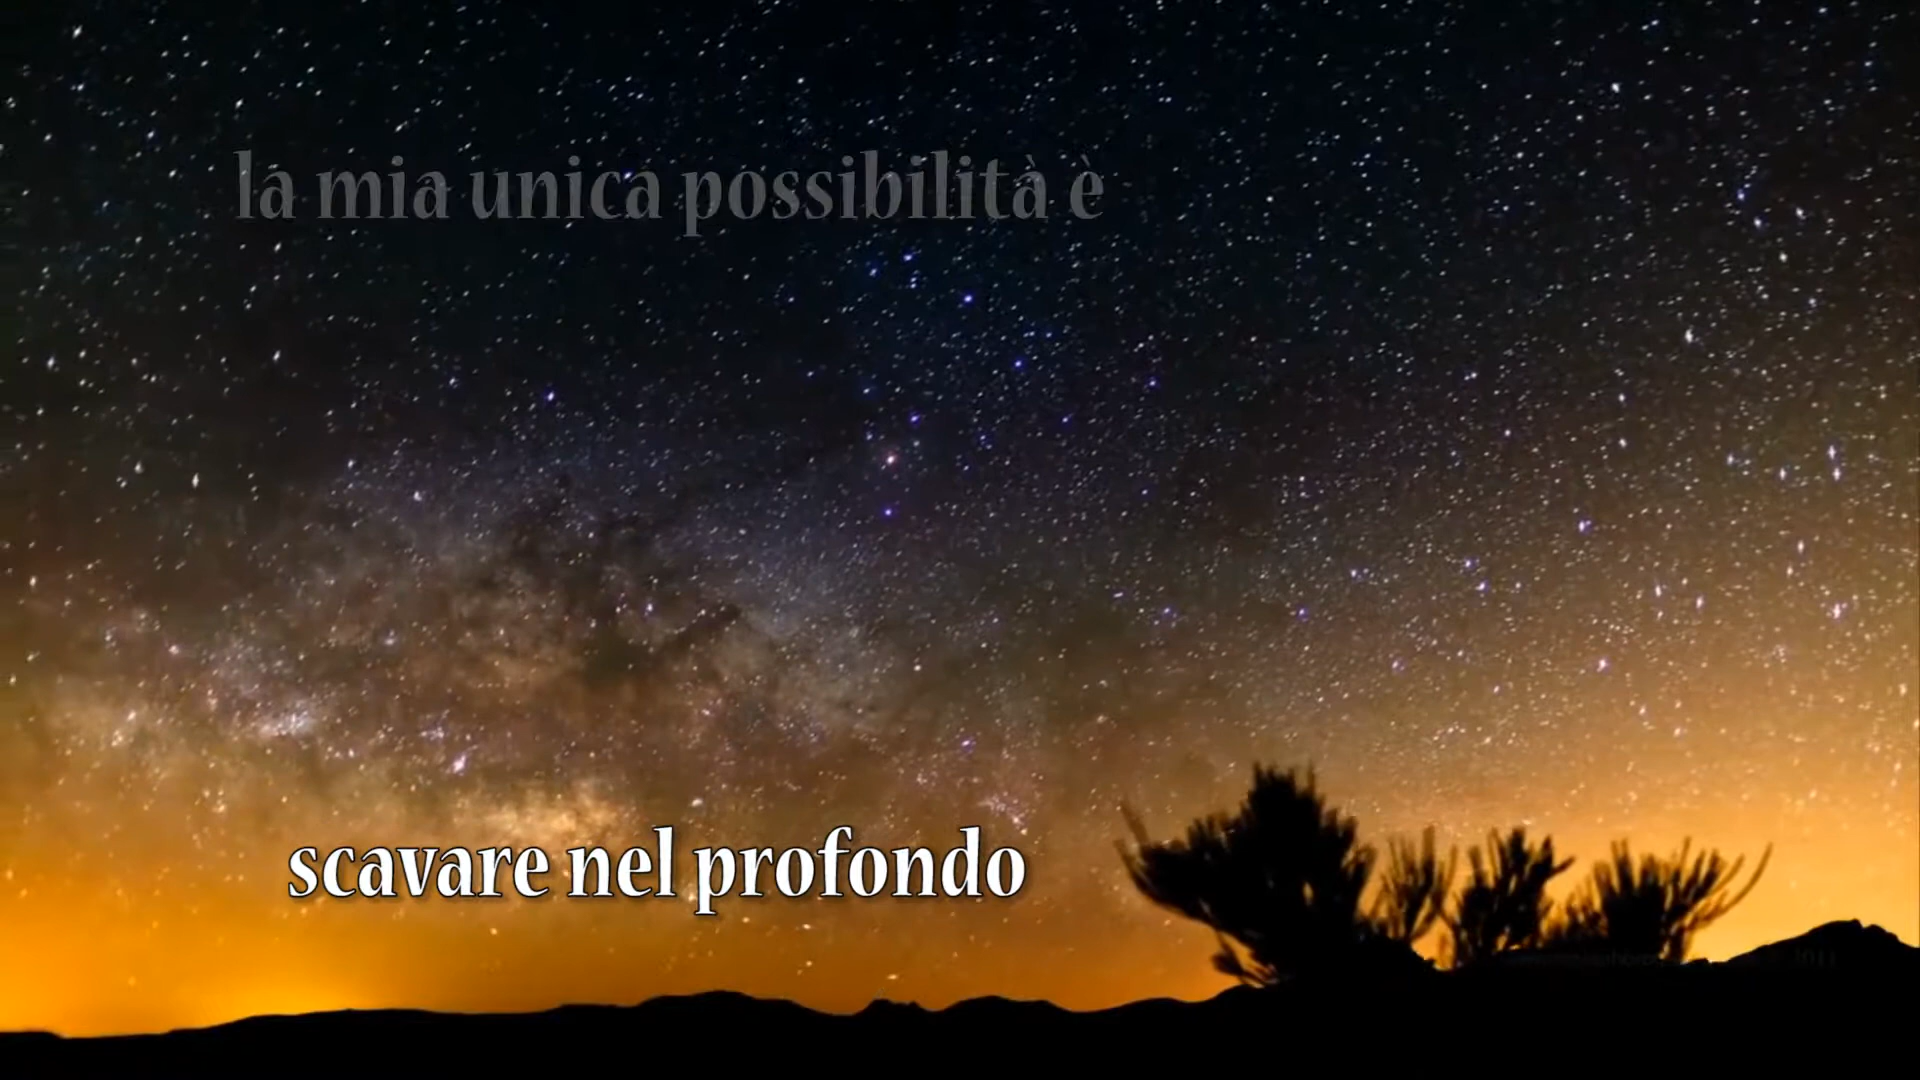 la mia unica possibilità è
scavare nel profondo